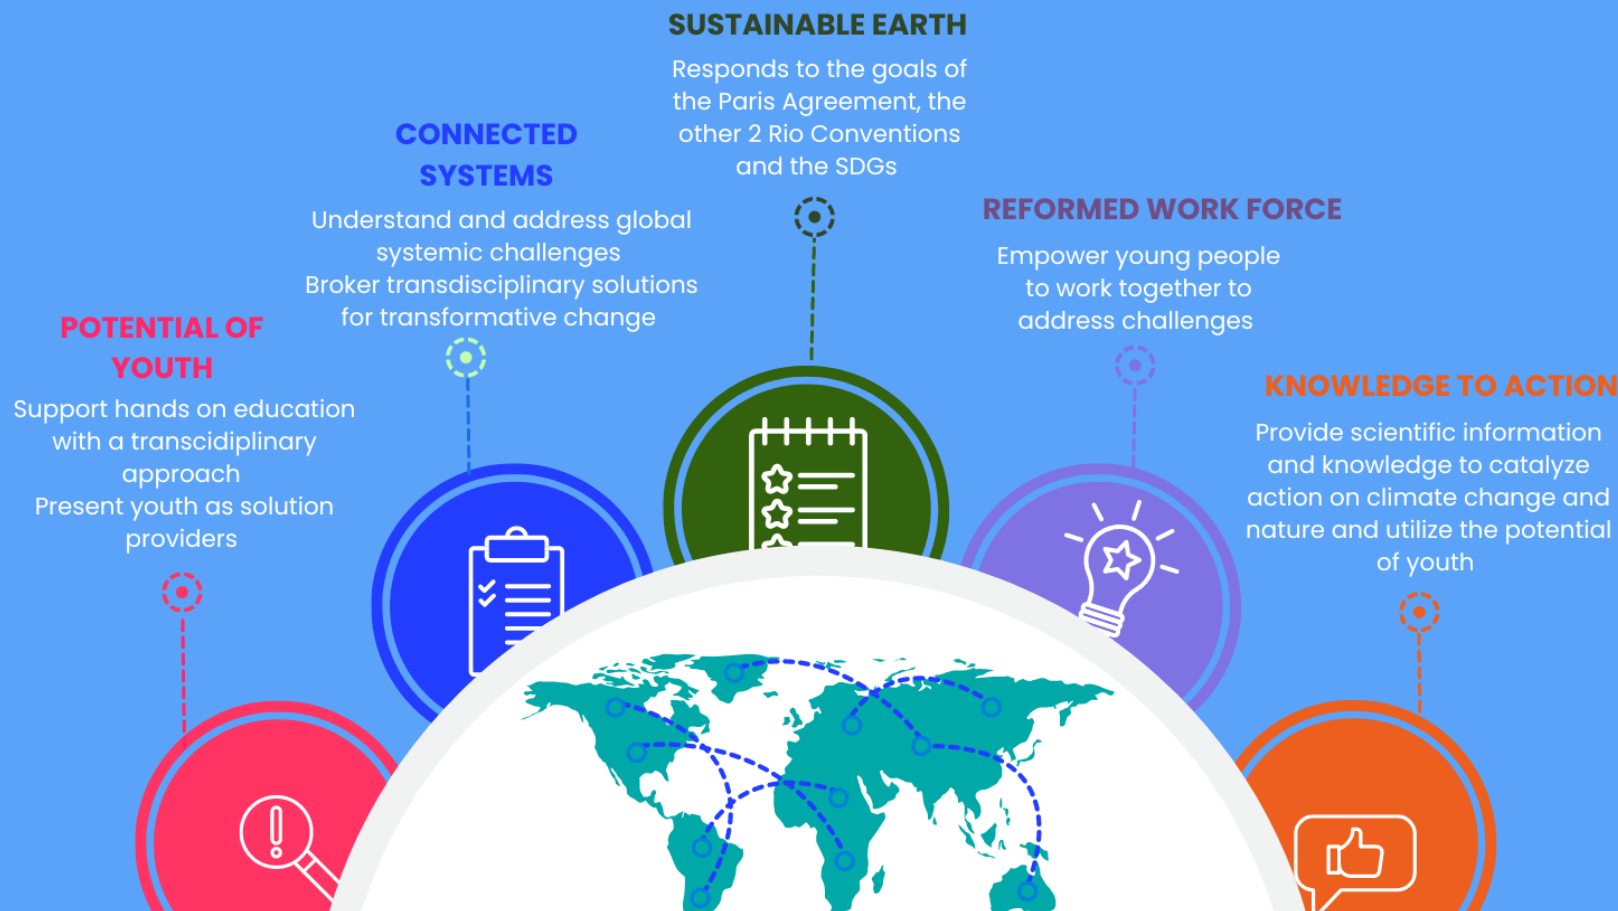 SUSTAINABLE EARTH
Responds to the goals of
the Paris Agreement, the
other 2 Rio Conventions
and the SDGs
CONNECTED
SYSTEMS
Understand and address global
systemic challenges
Broker transdisciplinary solutions
for transformative change
REFORMED WORK FORCE
Empower young people
to work together to
address challenges
POTENTIAL OF
YOUTH
Support hands on education
with a transcidiplinary
approach
Present youth as solution
providers
KNOWLEDGE TO ACTION
Provide scientific information
and knowledge to catalyze
action on climate change and
nature and utilize the potential
of youth